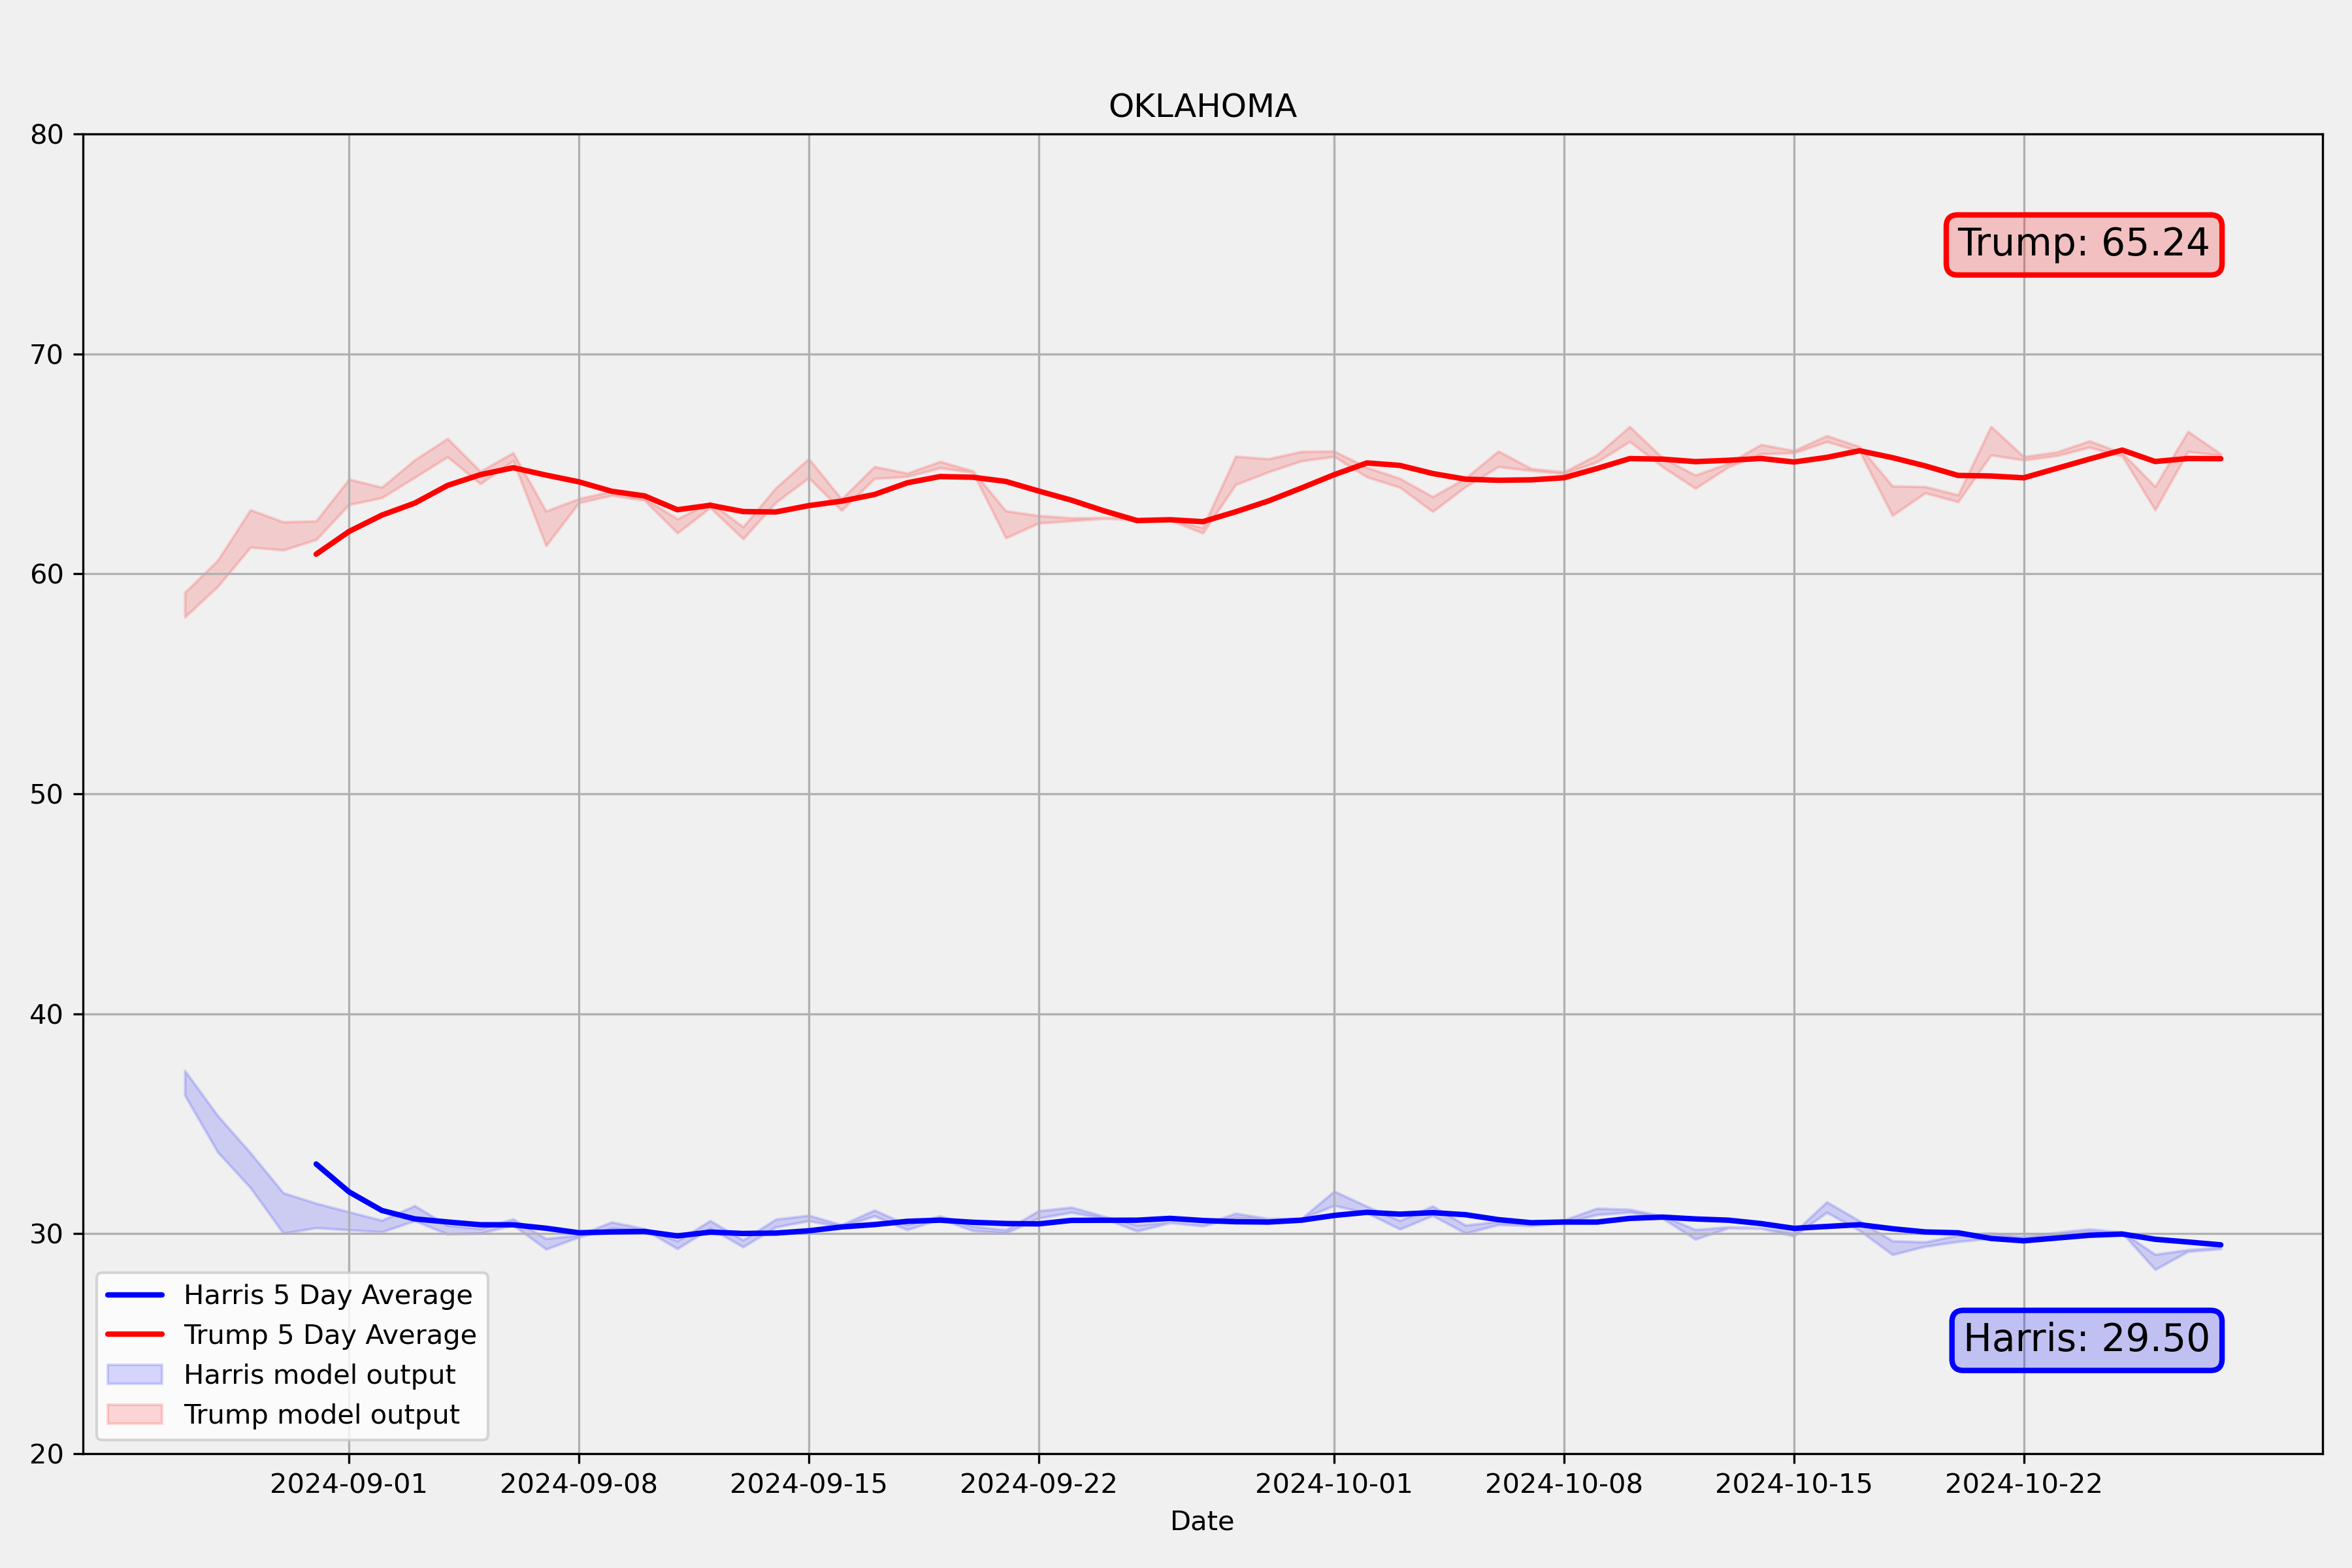 OKLAHOMA
80
70
60
50
40
30
20
Trump: 65.24
Harris: 29.50
Harris 5 Day Average
Trump 5 Day Average
Harris model output
Trump model output
2024-09-01 2024-09-08 2024-09-15 2024-09-22 2024-10-01 2024-10-08 2024-10-15 2024-10-22
Date